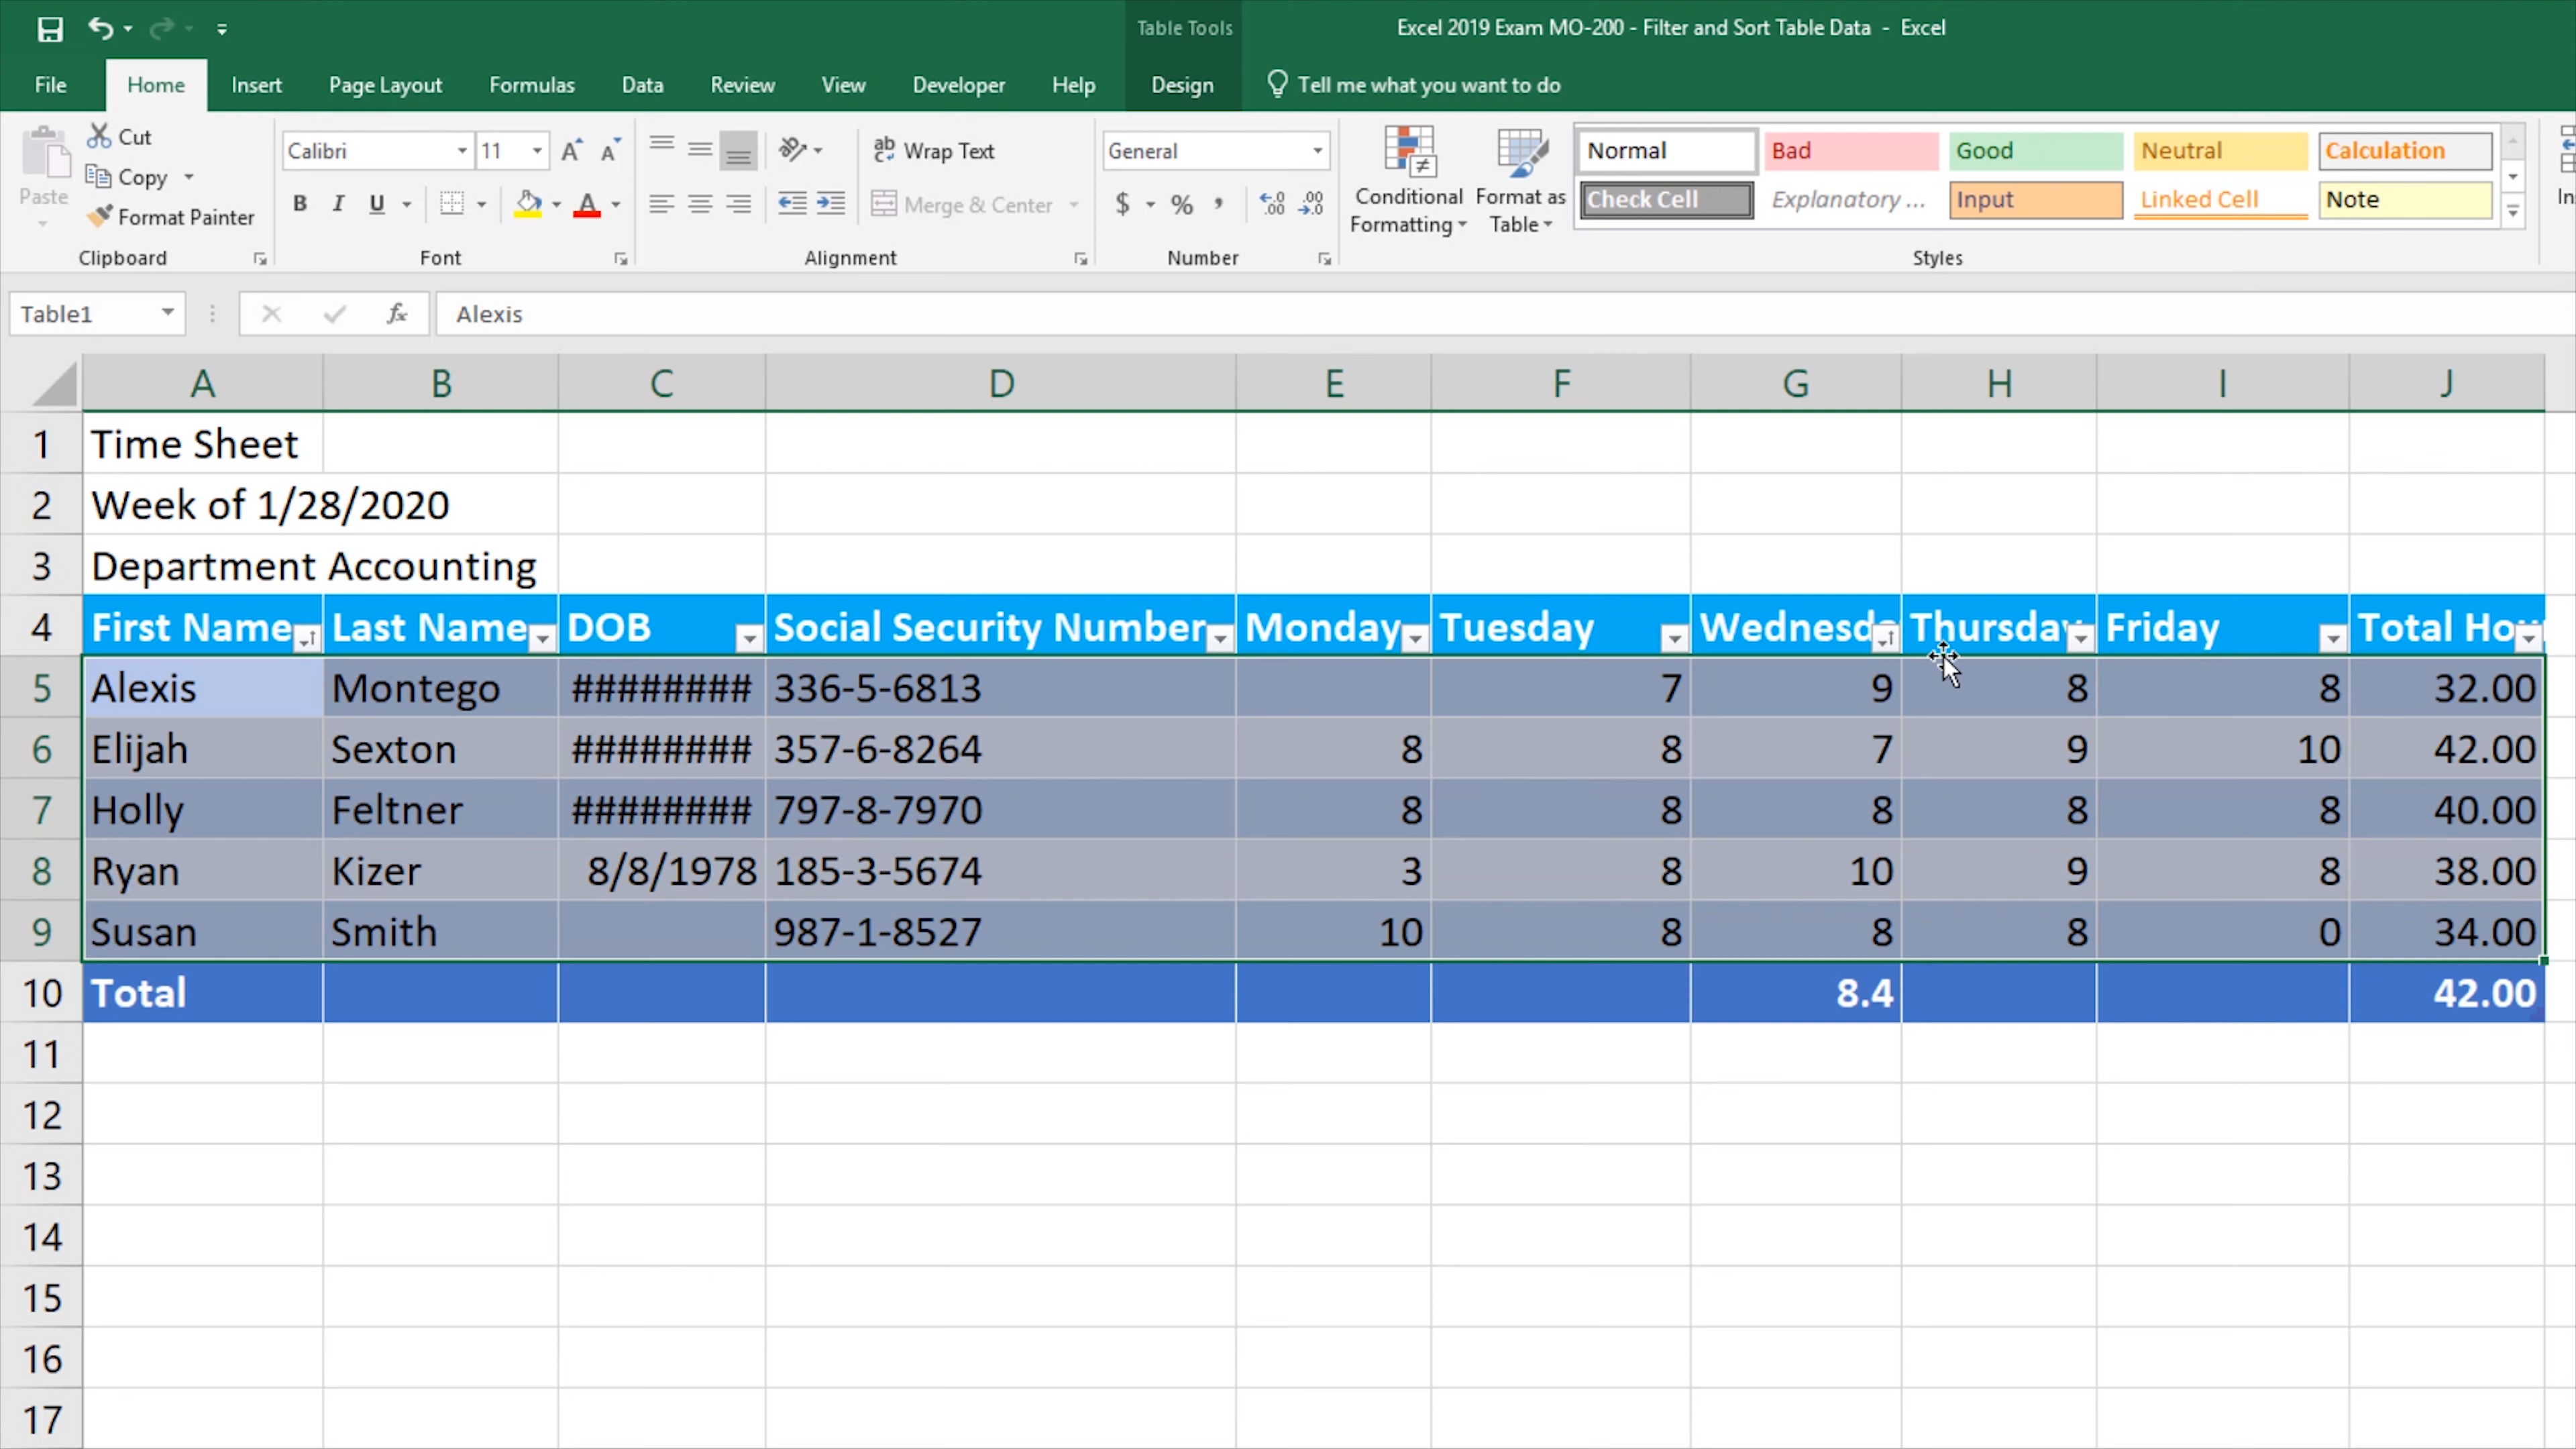 Table Tools
Excel 2019 Exam MO-200 - Filter and Sort Table Data - Excel
File Home Insert Page Layout Formulas Data Review View Developer Help Design Tell me what you want to do
Paste
Cut
Copy
Format Painter
Clipboard
Calibri 11
B I U
Font
Wrap Text
Merge & Center
Alignment
General
$ % ,
Number
Conditional Formatting
Format as Table
Normal Bad Good Neutral Calculation
Check Cell Explanatory ... Input Linked Cell Note
Styles
Table1 fx Alexis
A B C D E F G H I J
1 Time Sheet
2 Week of 1/28/2020
3 Department Accounting
4 First Name Last Name DOB Social Security Number Monday Tuesday Wednesd Thursday Friday Total Ho
5 Alexis Montego ######## 336-5-6813 7 9 8 8 32.00
6 Elijah Sexton ######## 357-6-8264 8 8 7 9 10 42.00
7 Holly Feltner ######## 797-8-7970 8 8 8 8 8 40.00
8 Ryan Kizer 8/8/1978 185-3-5674 3 8 10 9 8 38.00
9 Susan Smith 987-1-8527 10 8 8 8 0 34.00
10 Total 8.4 42.00
11
12
13
14
15
16
17